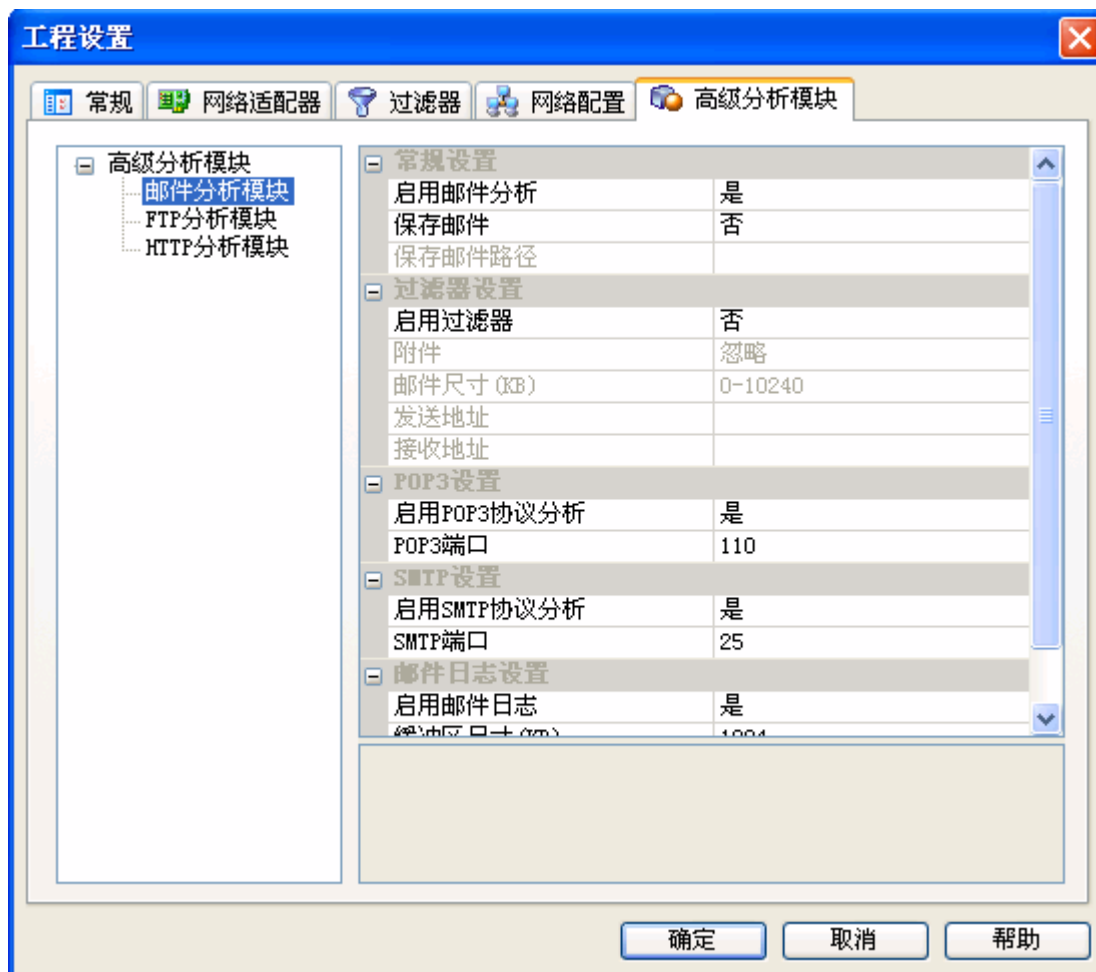 工程设置
常规 网络适配器 过滤器 网络配置 高级分析模块
高级分析模块
邮件分析模块
FTP分析模块
HTTP分析模块
常规设置
启用邮件分析 是
保存邮件 否
保存邮件路径
过滤器设置
启用过滤器 否
附件 忽略
邮件尺寸(KB) 0-10240
发送地址
接收地址
POP3设置
启用POP3协议分析 是
POP3端口 110
SMTP设置
启用SMTP协议分析 是
SMTP端口 25
邮件日志设置
启用邮件日志 是
确定 取消 帮助